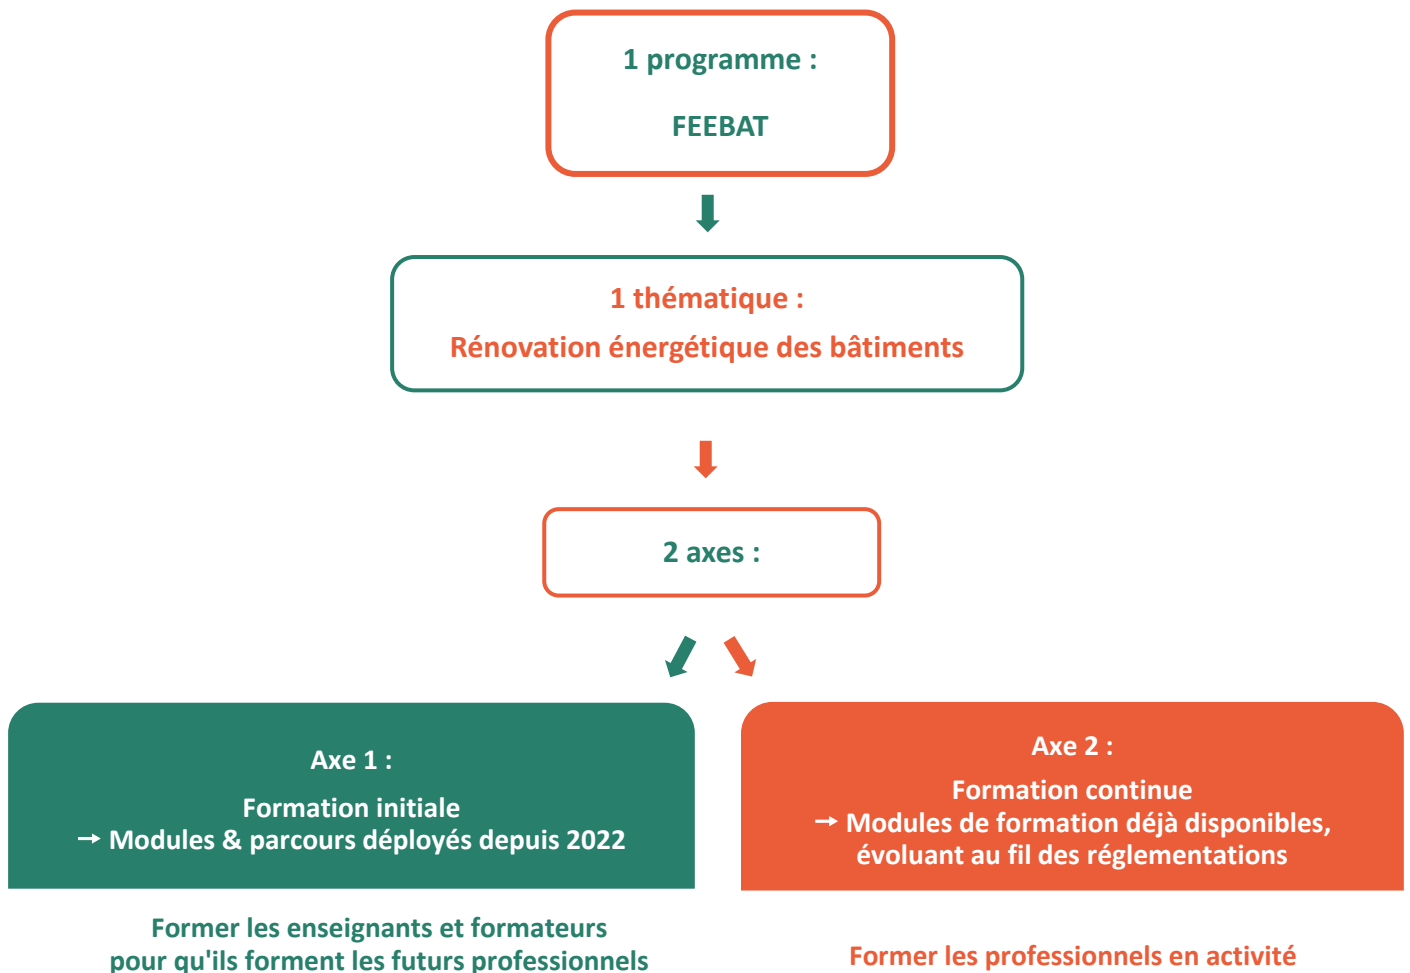 1 programme :
FEEBAT
1 thématique :
Rénovation énergétique des bâtiments
2 axes :
Axe 1 :
Formation initiale
→ Modules & parcours déployés depuis 2022
Former les enseignants et formateurs
pour qu'ils forment les futurs professionnels
Axe 2 :
Formation continue
→ Modules de formation déjà disponibles,
évoluant au fil des réglementations
Former les professionnels en activité